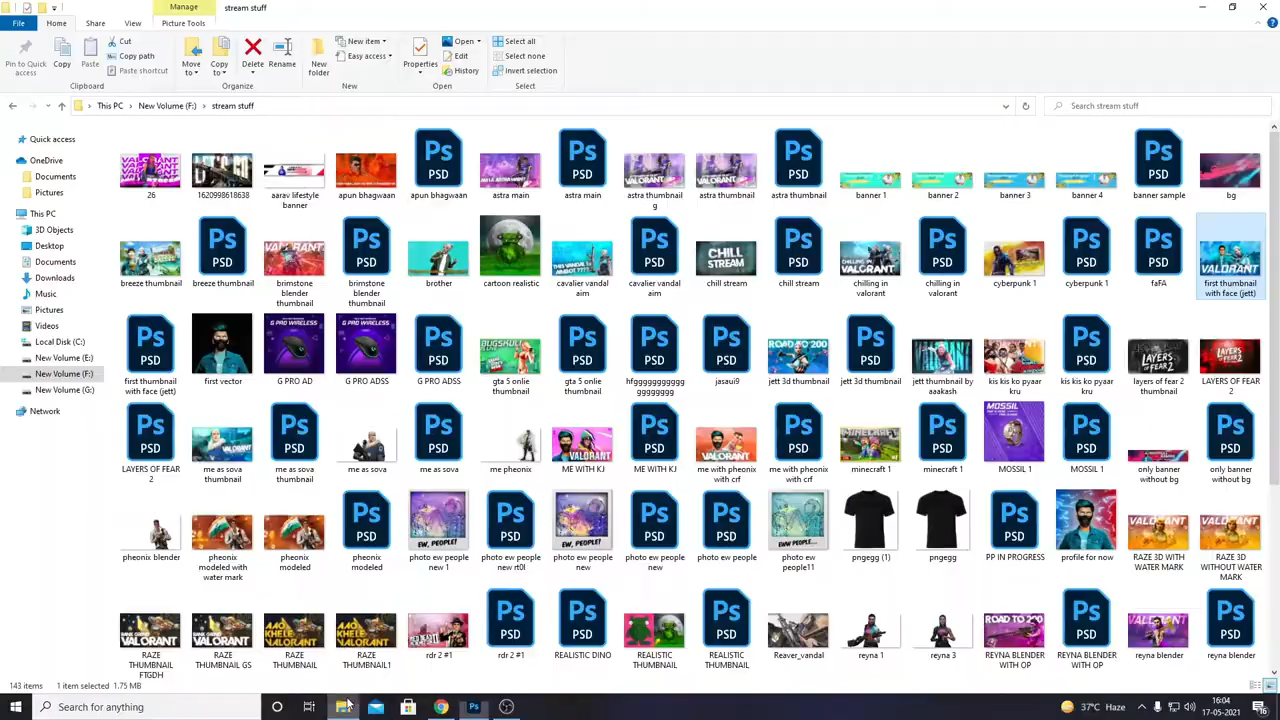 Manage
stream stuff
File
Home
Share
View
Picture Tools
Pin to Quick access
Copy
Paste
Cut
Copy path
Paste shortcut
Clipboard
Move to
Copy to
Delete
Rename
Organize
New folder
New item
Easy access
New
Properties
Open
Edit
History
Open
Select all
Select none
Invert selection
Select
This PC
New Volume (F:)
stream stuff
Search stream stuff
Quick access
OneDrive
Documents
Pictures
This PC
3D Objects
Desktop
Documents
Downloads
Music
Pictures
Videos
Local Disk (C:)
New Volume (E:)
New Volume (F:)
New Volume (G:)
Network
26
1620998618638
aarav lifestyle banner
apun bhagwaan
apun bhagwaan
astra main
astra main
astra thumbnail g
astra thumbnail
astra thumbnail
banner 1
banner 2
banner 3
banner 4
banner sample
bg
breeze thumbnail
breeze thumbnail
brimstone blender thumbnail
brimstone blender thumbnail
brother
cartoon realistic
cavalier vandal aim
cavalier vandal aim
chill stream
chill stream
chilling in valorant
chilling in valorant
cyberpunk 1
cyberpunk 1
faFA
first thumbnail with face (jett)
first thumbnail with face (jett)
first vector
G PRO AD
G PRO ADSS
G PRO ADSS
gta 5 onlie thumbnail
gta 5 onlie thumbnail
jasaui9
jett 3d thumbnail
jett 3d thumbnail
jett thumbnail by aaakash
kis kis ko pyaar kru
kis kis ko pyaar kru
layers of fear 2 thumbnail
LAYERS OF FEAR 2
LAYERS OF FEAR 2
me as sova thumbnail
me as sova thumbnail
me as sova
me as sova
me pheonix
ME WITH KJ
ME WITH KJ
me with pheonix with crf
me with pheonix with crf
minecraft 1
minecraft 1
MOSSIL 1
MOSSIL 1
only banner without bg
only banner without bg
pheonix blender
pheonix modeled with water mark
pheonix modeled
pheonix modeled
photo ew people new 1
photo ew people new rt0l
photo ew people new
photo ew people new
photo ew people
photo ew people11
pngegg (1)
pngegg
PP IN PROGRESS
profile for now
RAZE 3D WITH WATER MARK
RAZE 3D WITHOUT WATER MARK
RAZE THUMBNAIL FTGDH
RAZE THUMBNAIL GS
RAZE THUMBNAIL
RAZE THUMBNAIL1
rdr 2 #1
rdr 2 #1
REALISTIC DINO
REALISTIC THUMBNAIL
REALISTIC THUMBNAIL
Reaver_vandal
reyna 1
reyna 3
REYNA BLENDER WITH OP
REYNA BLENDER WITH OP
reyna blender
reyna blender
143 items
1 item selected 1.75 MB
Search for anything
37°C Haze
16:04
17-05-2021
16